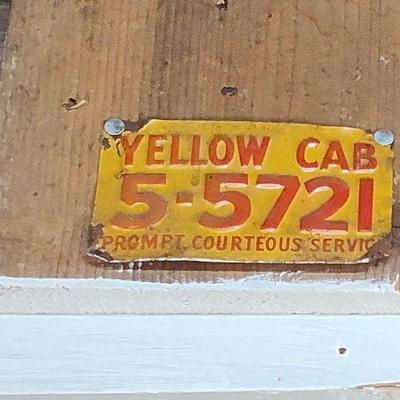 YELLOW CAB
5-5721
PROMPT. COURTEOUS SERVIC